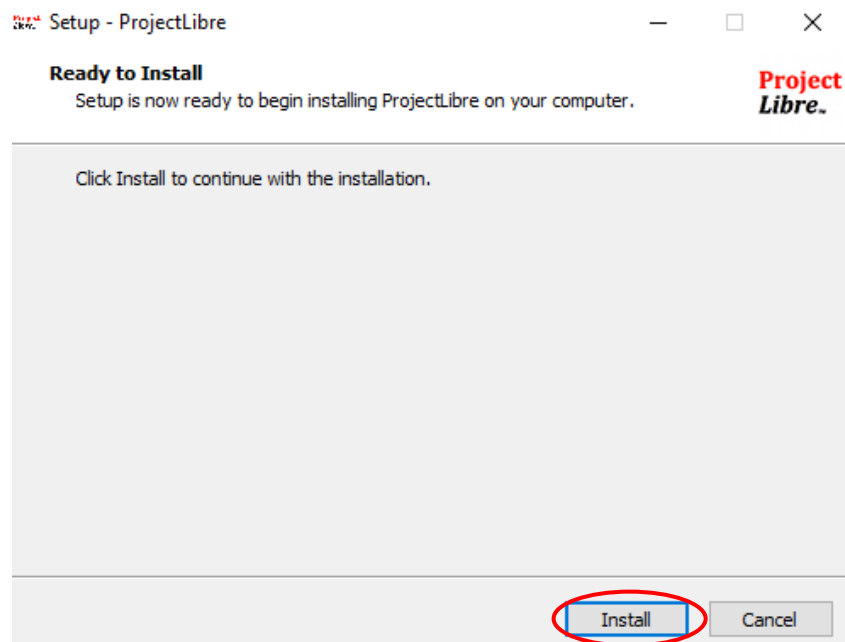 Setup - ProjectLibre
Ready to Install
Setup is now ready to begin installing ProjectLibre on your computer.
Project
Libre™
Click Install to continue with the installation.
Install
Cancel